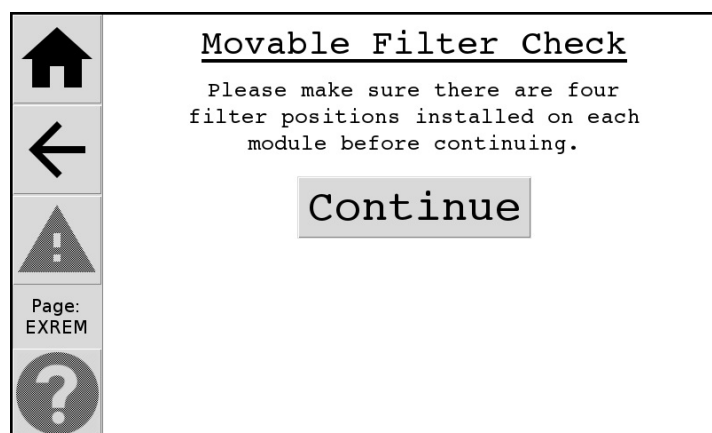 Movable Filter Check
Please make sure there are four
filter positions installed on each
module before continuing.
Continue
Page:
EXREM